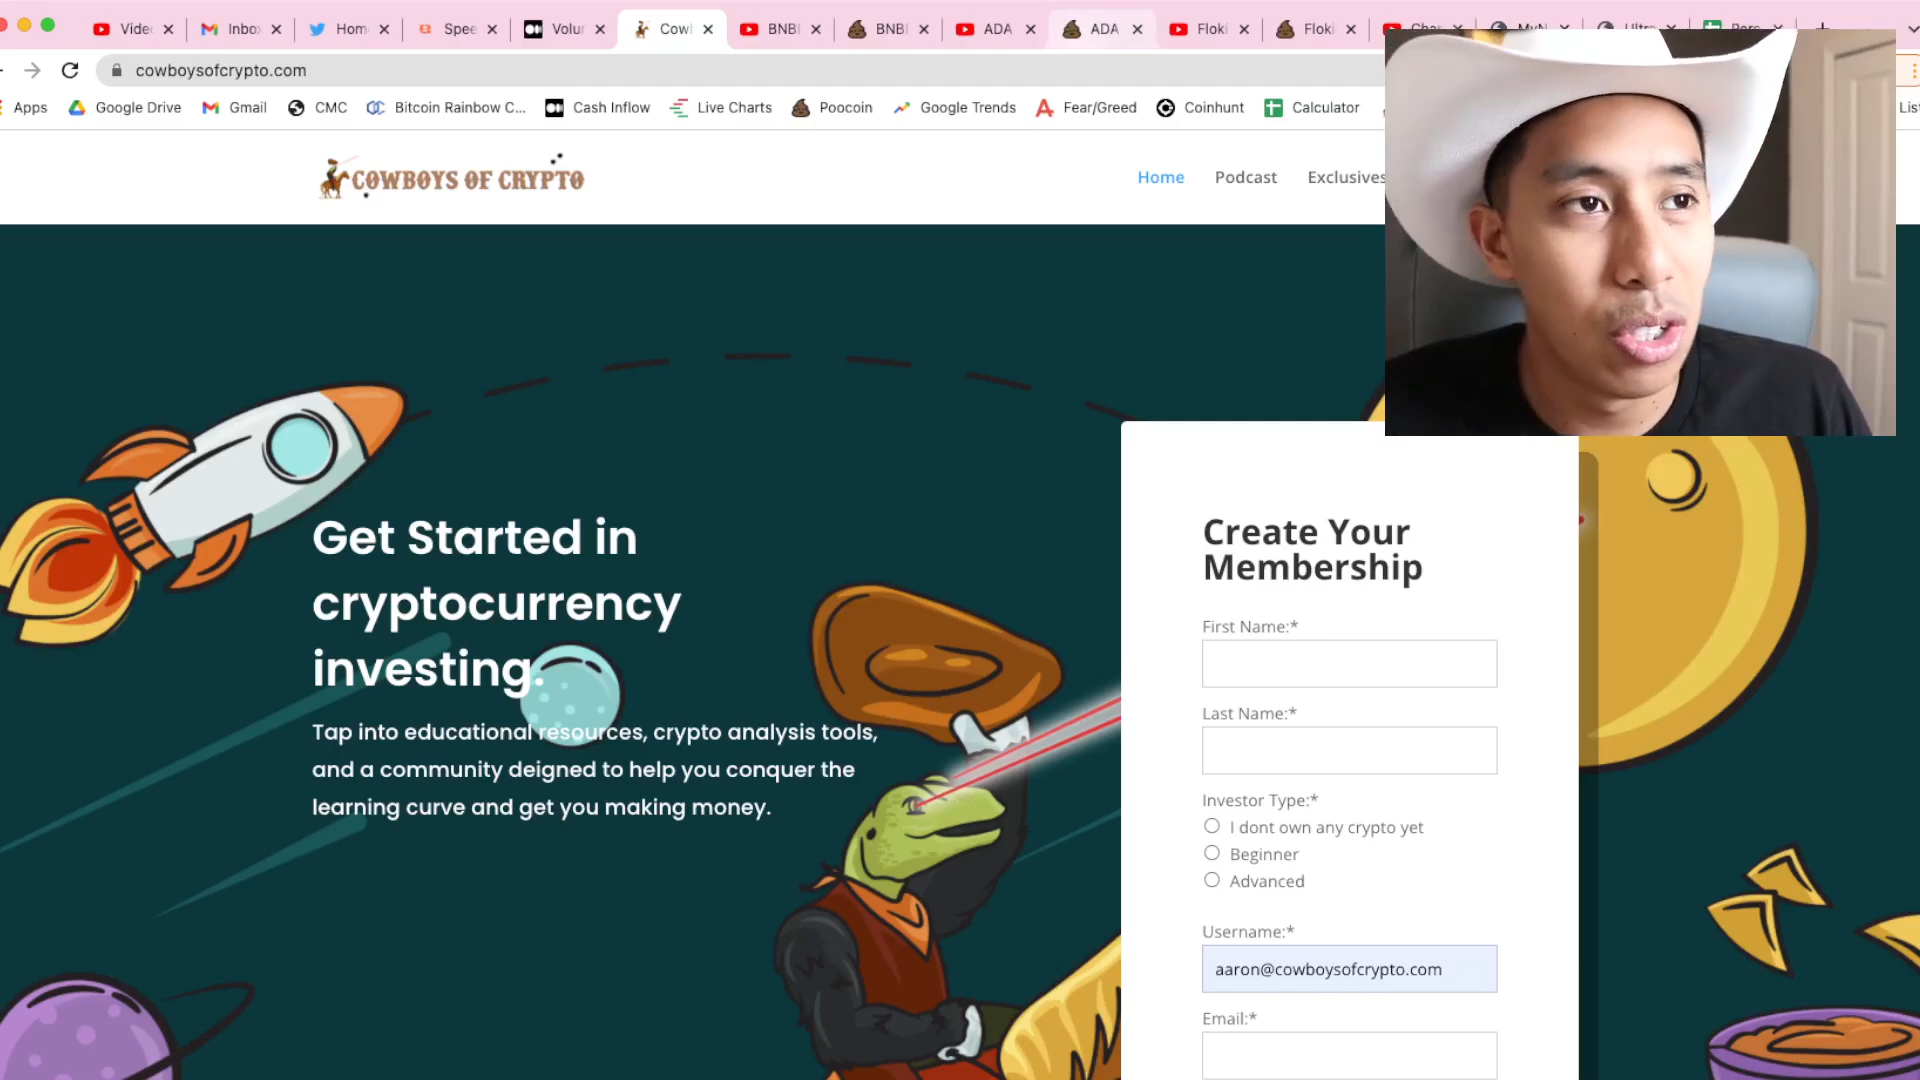 Video
Inbo
Hom
Spee
Volur
Cowl
BNB
BNB
ADA
ADA
Floki
Floki
cowboysofcrypto.com
Apps
Google Drive
Gmail
CMC
Bitcoin Rainbow C...
Cash Inflow
Live Charts
Poocoin
Google Trends
Fear/Greed
Coinhunt
Calculator
COWBOYS OF CRYPTO
Home
Podcast
Exclusives
Get Started in
cryptocurrency
investing.
Tap into educational resources, crypto analysis tools,
and a community deigned to help you conquer the
learning curve and get you making money.
Create Your
Membership
First Name:*
Last Name:*
Investor Type:*
I dont own any crypto yet
Beginner
Advanced
Username:*
aaron@cowboysofcrypto.com
Email:*